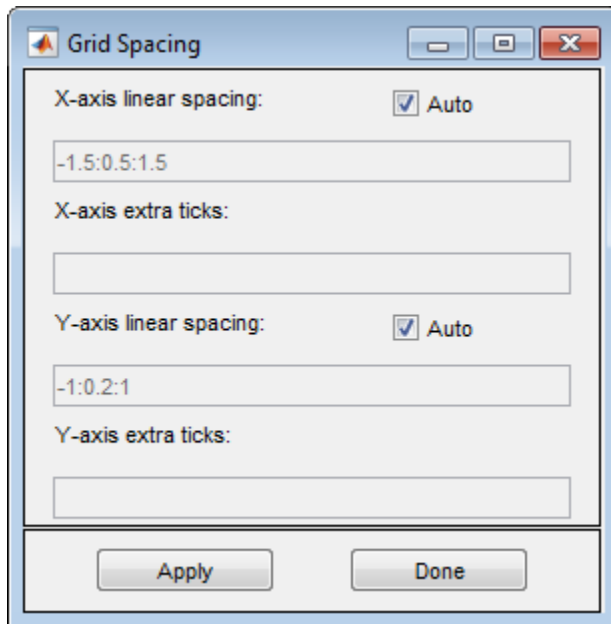 Grid Spacing
X-axis linear spacing:
Auto
-1.5:0.5:1.5
X-axis extra ticks:
Y-axis linear spacing:
Auto
-1:0.2:1
Y-axis extra ticks:
Apply
Done